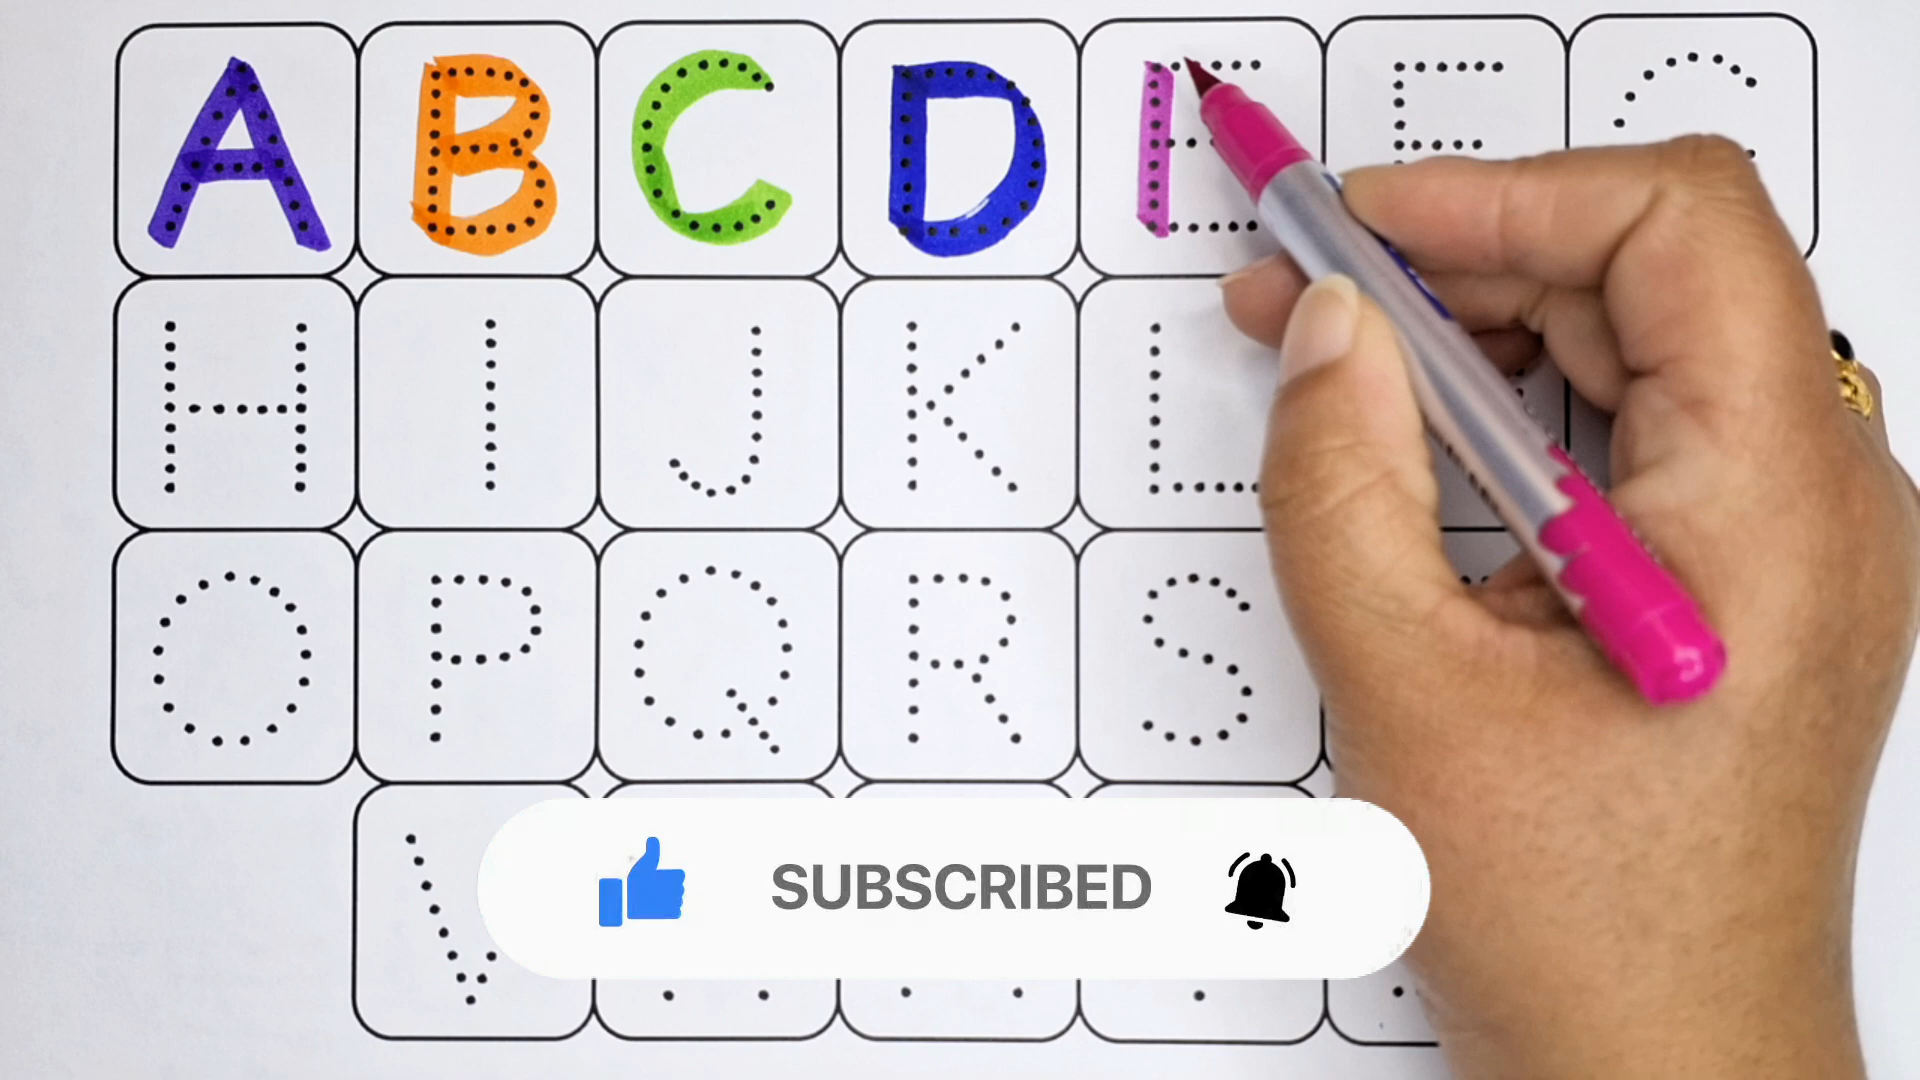 A B C D E F G
H I J K L
O P Q R S
V
SUBSCRIBED